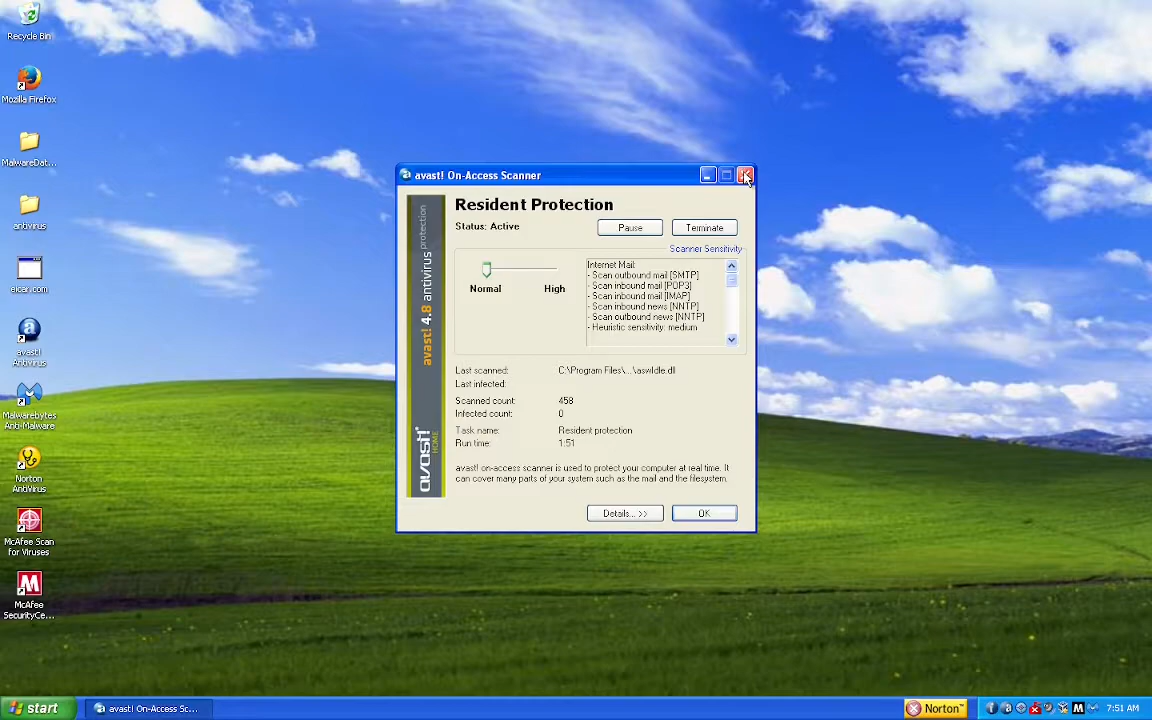 Recycle Bin
Mozilla Firefox
MalwareDat...
antivirus
eicar.com
avast!
Antivirus
Malwarebytes
Anti-Malware
Norton
AntiVirus
McAfee Scan
for Viruses
McAfee
SecurityCe...
avast! On-Access Scanner
avast! 4.8 antivirus protection
avast! HOME
Resident Protection
Status: Active
Pause
Terminate
Scanner Sensitivity
Normal
High
Internet Mail:
- Scan outbound mail [SMTP]
- Scan inbound mail [POP3]
- Scan inbound mail [IMAP]
- Scan inbound news [NNTP]
- Scan outbound news [NNTP]
- Heuristic sensitivity: medium
Last scanned: C:\Program Files\...\aswIdle.dll
Last infected:
Scanned count: 458
Infected count: 0
Task name: Resident protection
Run time: 1:51
avast! on-access scanner is used to protect your computer at real time. It
can cover many parts of your system such as the mail and the filesystem.
Details... >>
OK
start
avast! On-Access Sc...
Norton™
7:51 AM